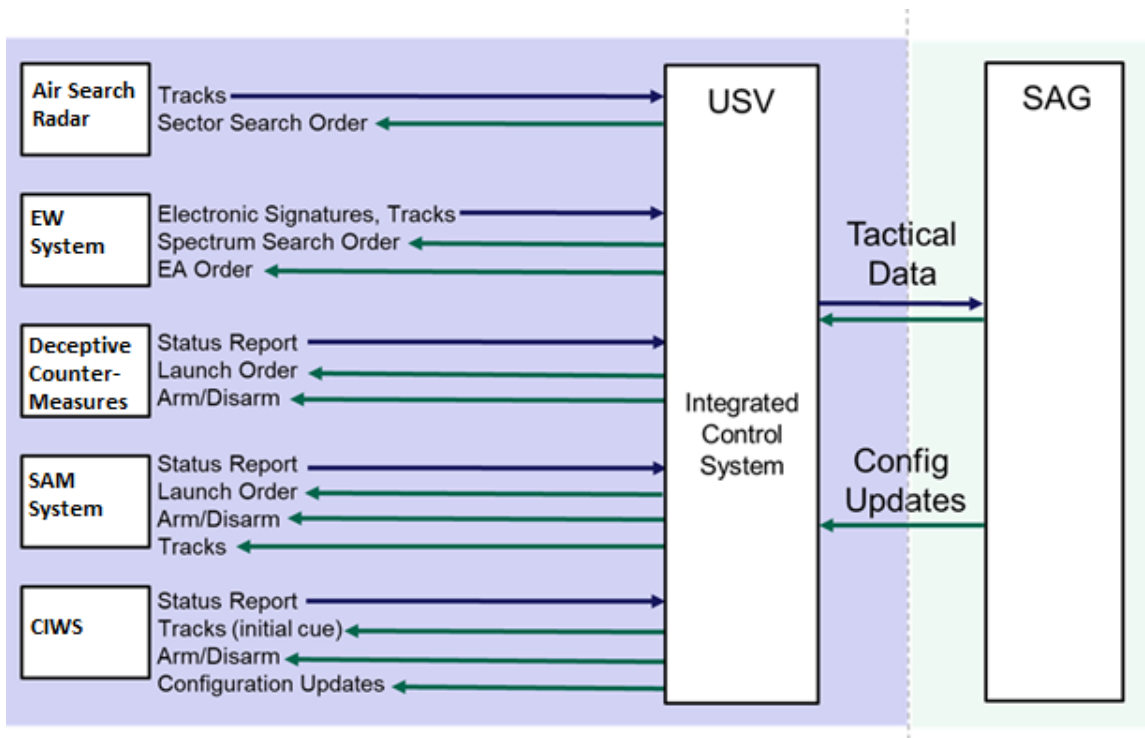 Air Search
Radar
Tracks
Sector Search Order
EW
System
Electronic Signatures, Tracks
Spectrum Search Order
EA Order
Deceptive
Counter-
Measures
Status Report
Launch Order
Arm/Disarm
SAM
System
Status Report
Launch Order
Arm/Disarm
Tracks
CIWS
Status Report
Tracks (initial cue)
Arm/Disarm
Configuration Updates
USV
Integrated
Control
System
Tactical
Data
Config
Updates
SAG